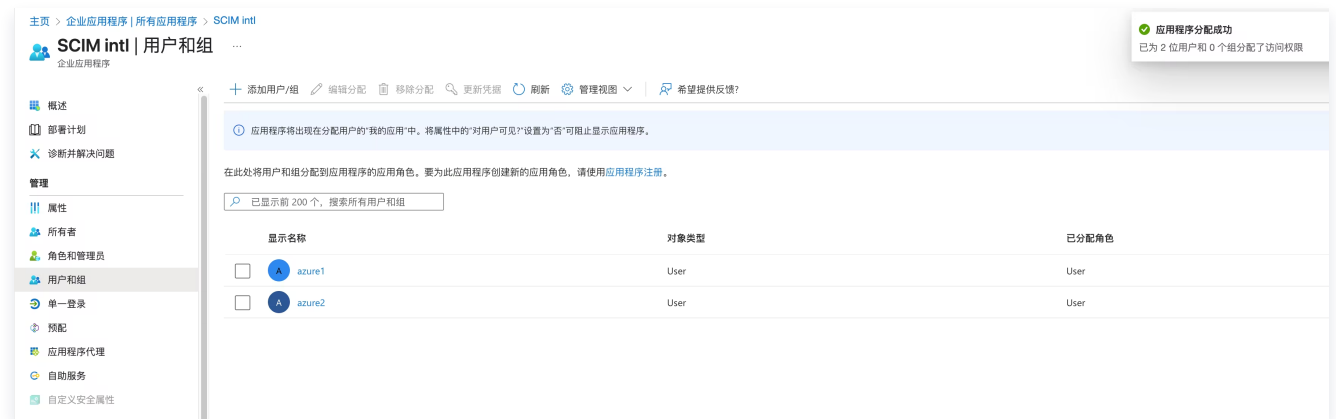 主页 > 企业应用程序 | 所有应用程序 > SCIM intl
SCIM intl | 用户和组 ...
企业应用程序
应用程序分配成功
已为 2 位用户和 0 个组分配了访问权限
«
概述
部署计划
诊断并解决问题
管理
属性
所有者
角色和管理员
用户和组
单一登录
预配
应用程序代理
自助服务
自定义安全属性
添加用户/组 编辑分配 移除分配 更新凭据 刷新 管理视图 希望提供反馈?
应用程序将出现在分配用户的“我的应用”中。将属性中的“对用户可见?”设置为“否”可阻止显示应用程序。
在此处将用户和组分配到应用程序的应用角色。要为此应用程序创建新的应用角色，请使用应用程序注册。
已显示前 200 个，搜索所有用户和组
显示名称 对象类型 已分配角色
A azure1 User User
A azure2 User User